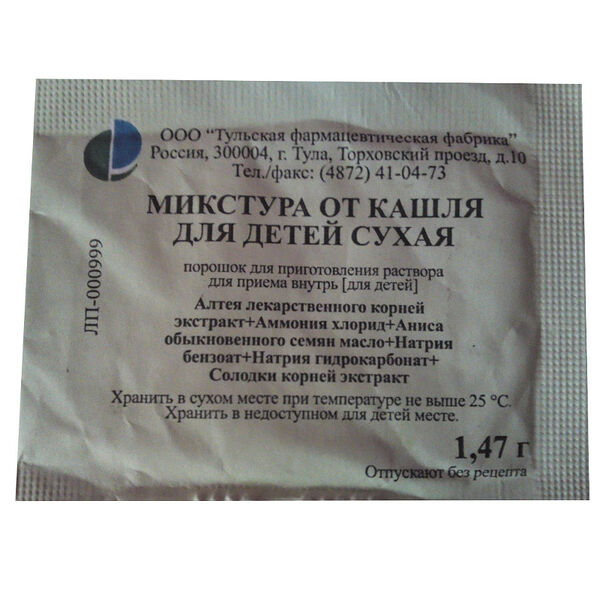 ООО "Тульская фармацевтическая фабрика"
Россия, 300004, г. Тула, Торховский проезд, д.10
Тел./факс: (4872) 41-04-73
МИКСТУРА ОТ КАШЛЯ
ДЛЯ ДЕТЕЙ СУХАЯ
порошок для приготовления раствора
для приема внутрь [для детей]
Алтея лекарственного корней
экстракт+Аммония хлорид+Аниса
обыкновенного семян масло+Натрия
бензоат+Натрия гидрокарбонат+
Солодки корней экстракт
Хранить в сухом месте при температуре не выше 25 °С.
Хранить в недоступном для детей месте.
1,47 г
Отпускают без рецепта
ЛП-000999